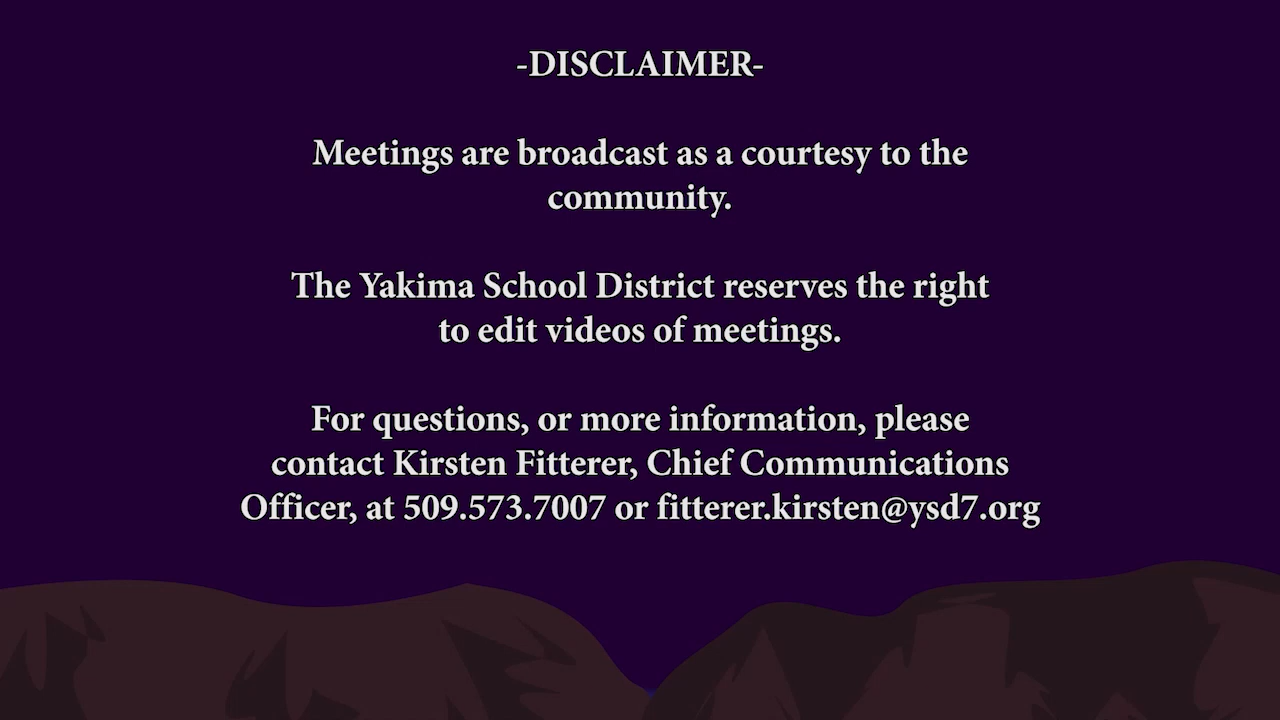 -DISCLAIMER-
Meetings are broadcast as a courtesy to the
community.
The Yakima School District reserves the right
to edit videos of meetings.
For questions, or more information, please
contact Kirsten Fitterer, Chief Communications
Officer, at 509.573.7007 or fitterer.kirsten@ysd7.org